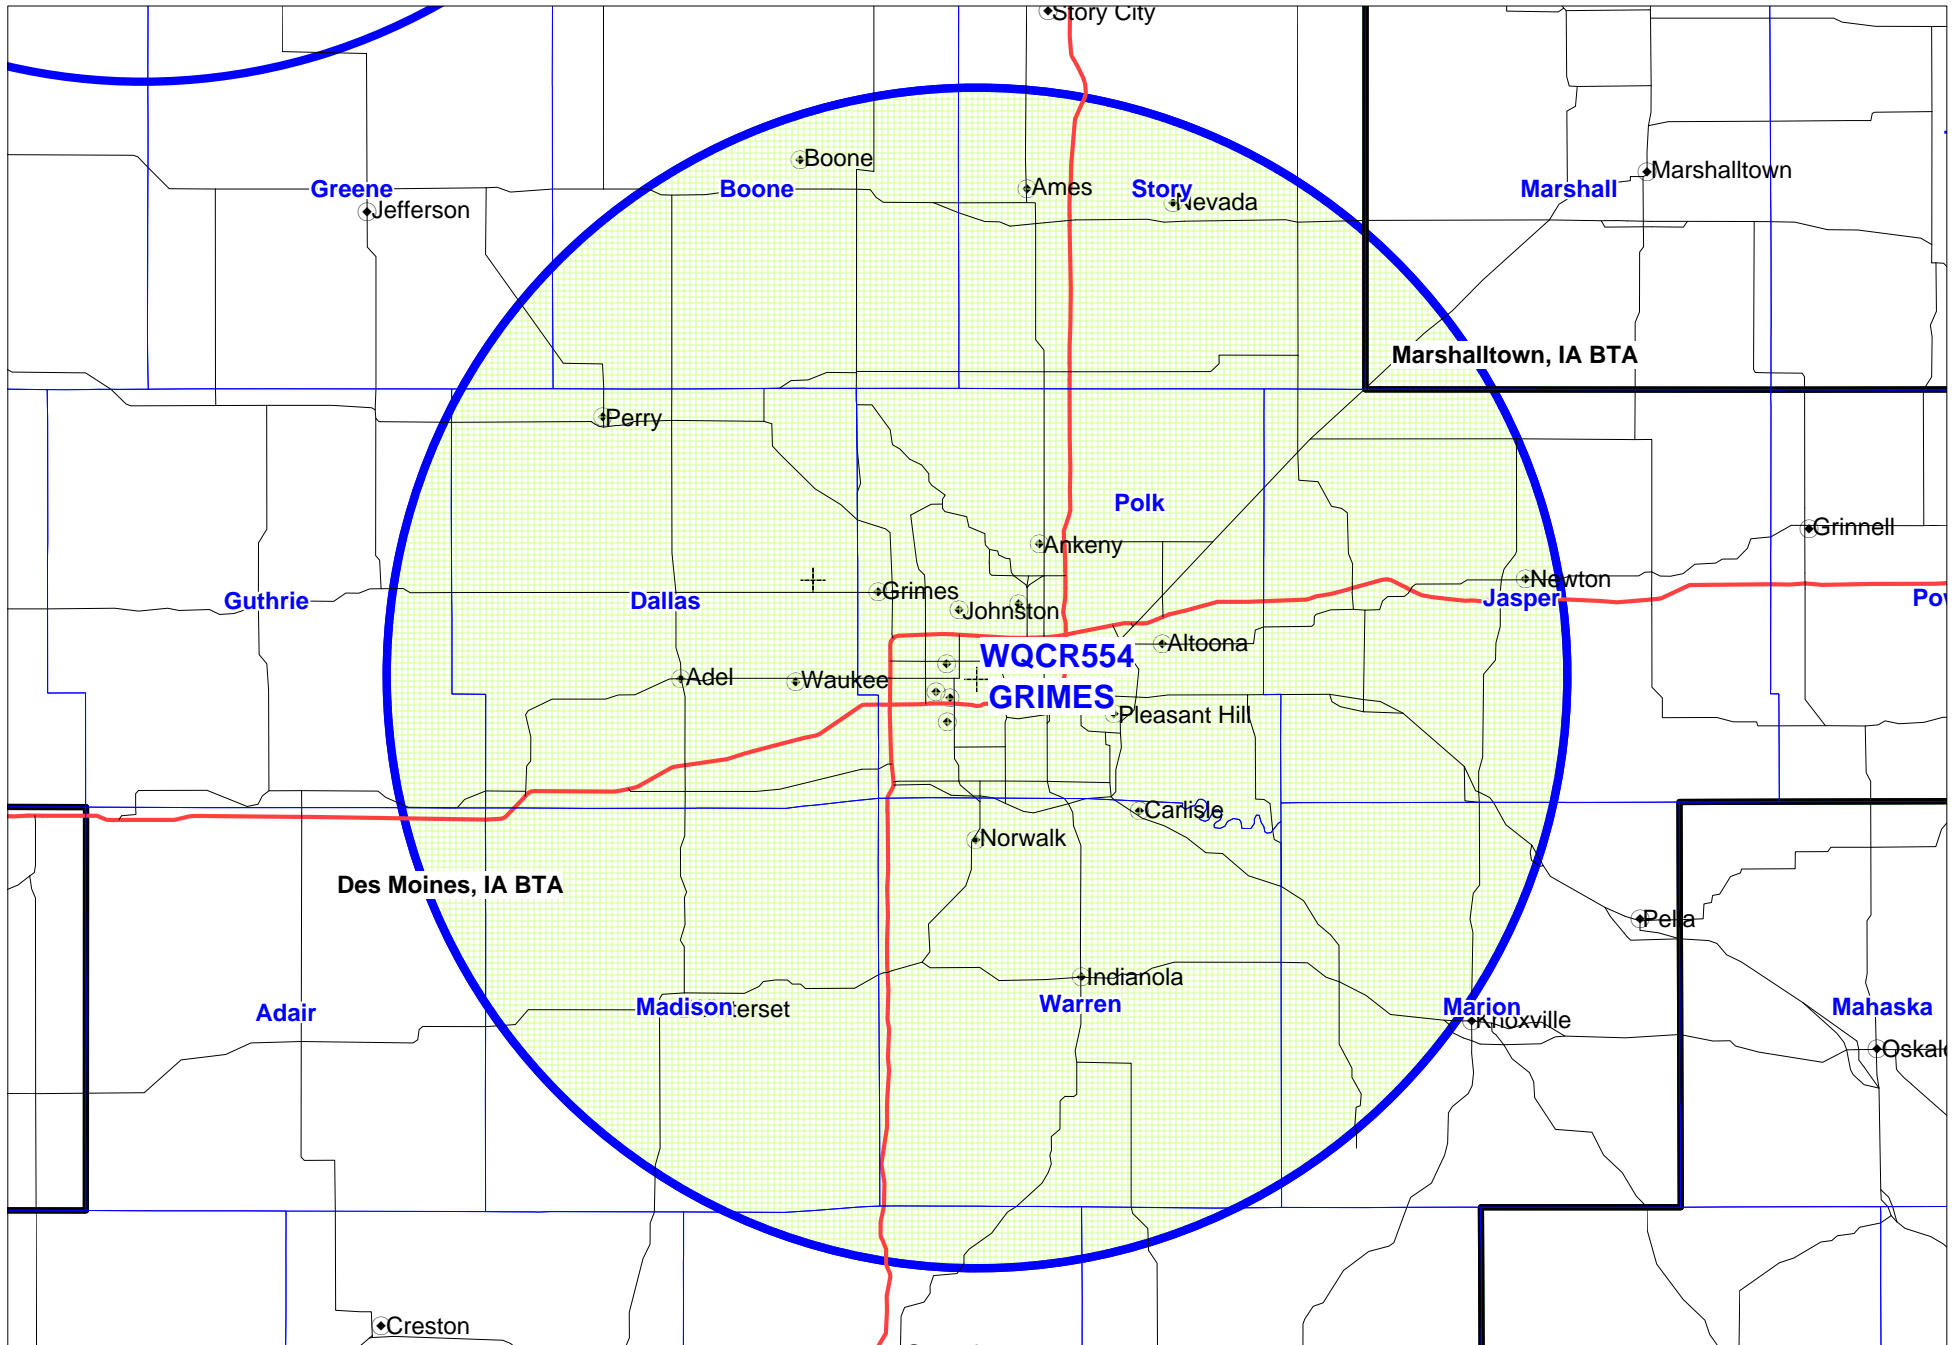 Story City
Boone
Greene
Boone
Ames
Story
Nevada
Marshall
Marshalltown
Jefferson
Marshalltown, IA BTA
Perry
Polk
Ankeny
Grinnell
Newton
Grimes
Guthrie
Dallas
Johnston
Jasper
Altoona
WQCR554
GRIMES
Adel
Waukee
Pleasant Hill
Carlisle
Norwalk
Des Moines, IA BTA
Pella
Indianola
Adair
Madison
terset
Warren
Marion
Knoxville
Mahaska
Creston